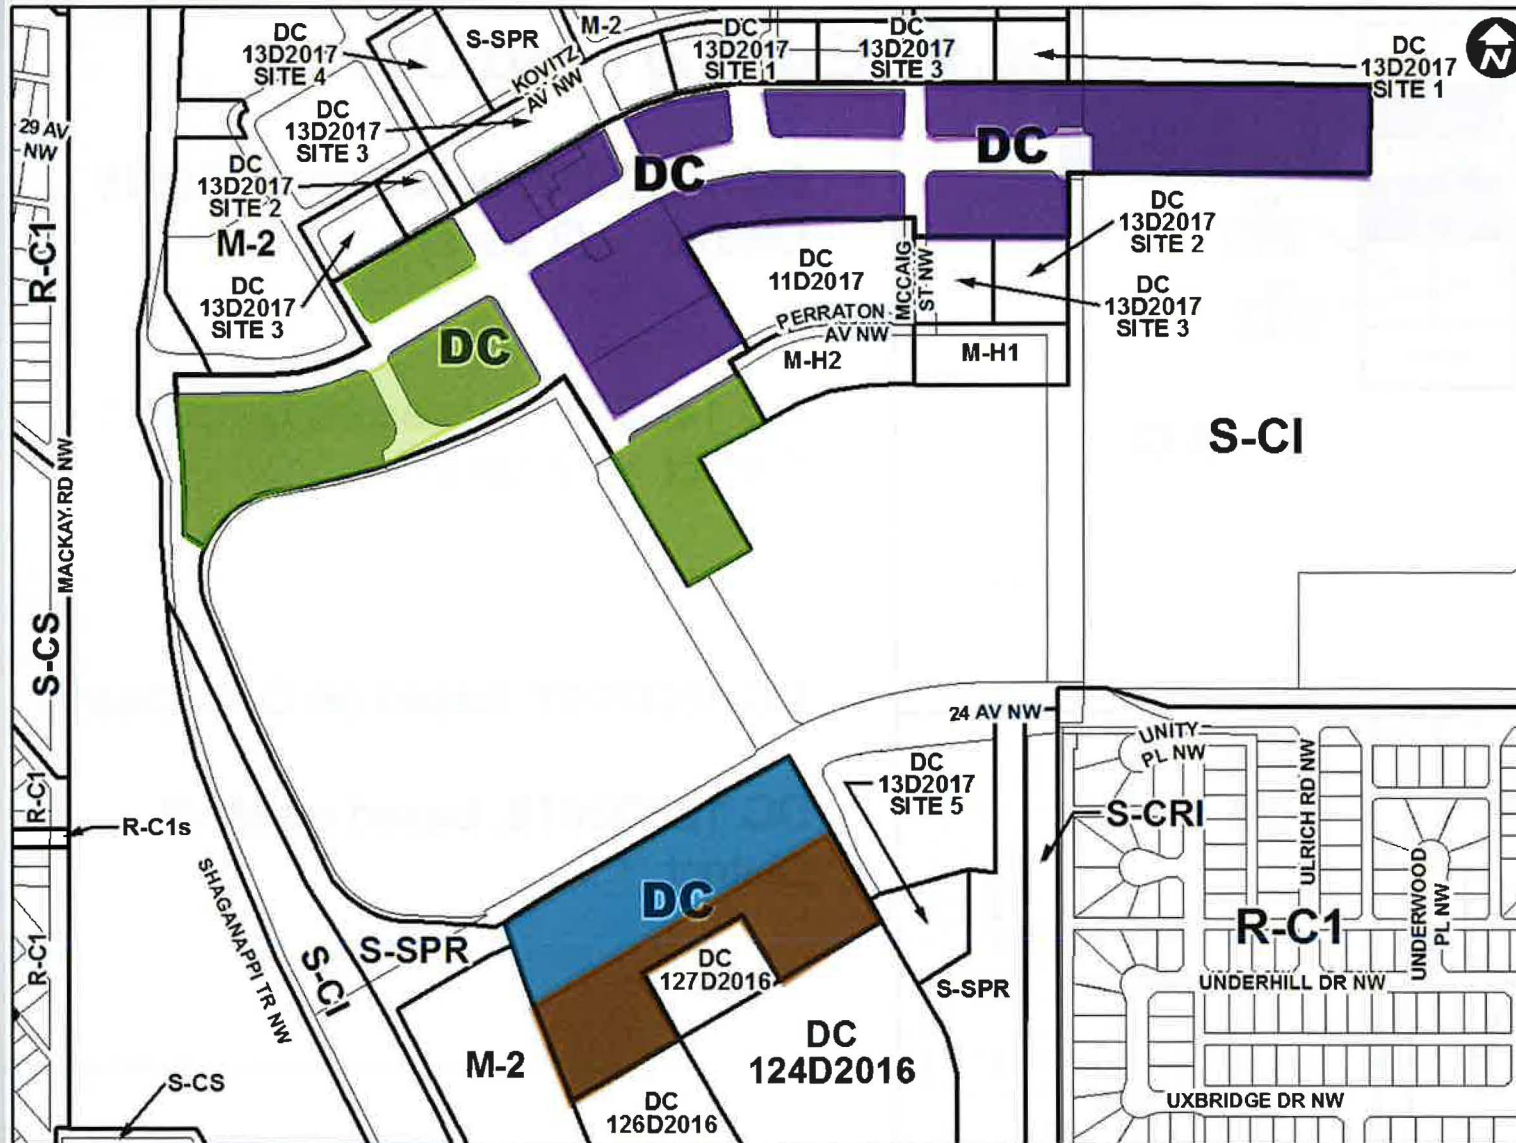 DC
13D2017
SITE 4
S-SPR
M-2
KOVITZ
AV NW
DC
13D2017
SITE 1
DC
13D2017
SITE 3
DC
13D2017
SITE 1
N
29 AV
NW
DC
13D2017
SITE 3
DC
13D2017
SITE 2
M-2
DC
13D2017
SITE 3
R-C1
DC
DC
DC
DC
11D2017
MCCAIG
ST NW
DC
13D2017
SITE 2
DC
13D2017
SITE 3
PERRATON
AV NW
M-H2
M-H1
S-CI
MACKAY RD NW
S-CS
24 AV NW
UNITY
PL NW
ULRICH RD NW
DC
13D2017
SITE 5
S-CRI
R-C1
R-C1s
SHAGANAPPI TR NW
DC
UNDERWOOD
PL NW
R-C1
R-C1
S-CI
S-SPR
DC
127D2016
S-SPR
UNDERHILL DR NW
M-2
DC
124D2016
S-CS
DC
126D2016
UXBRIDGE DR NW